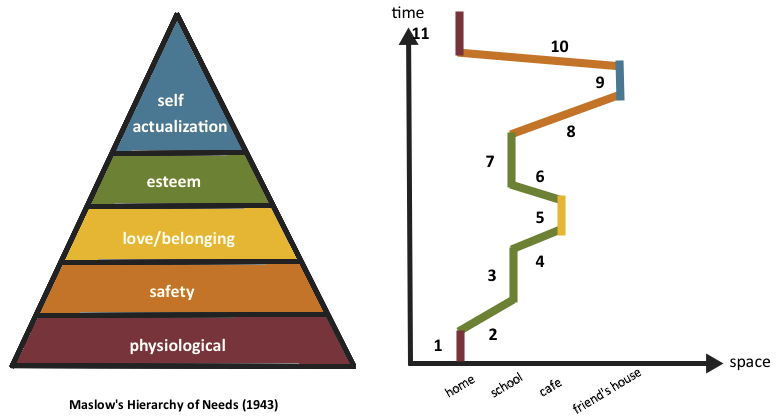 self
actualization
esteem
love/belonging
safety
physiological
Maslow's Hierarchy of Needs (1943)
time
11
10
9
8
7
6
5
4
3
2
1
space
home
school
cafe
friend's house